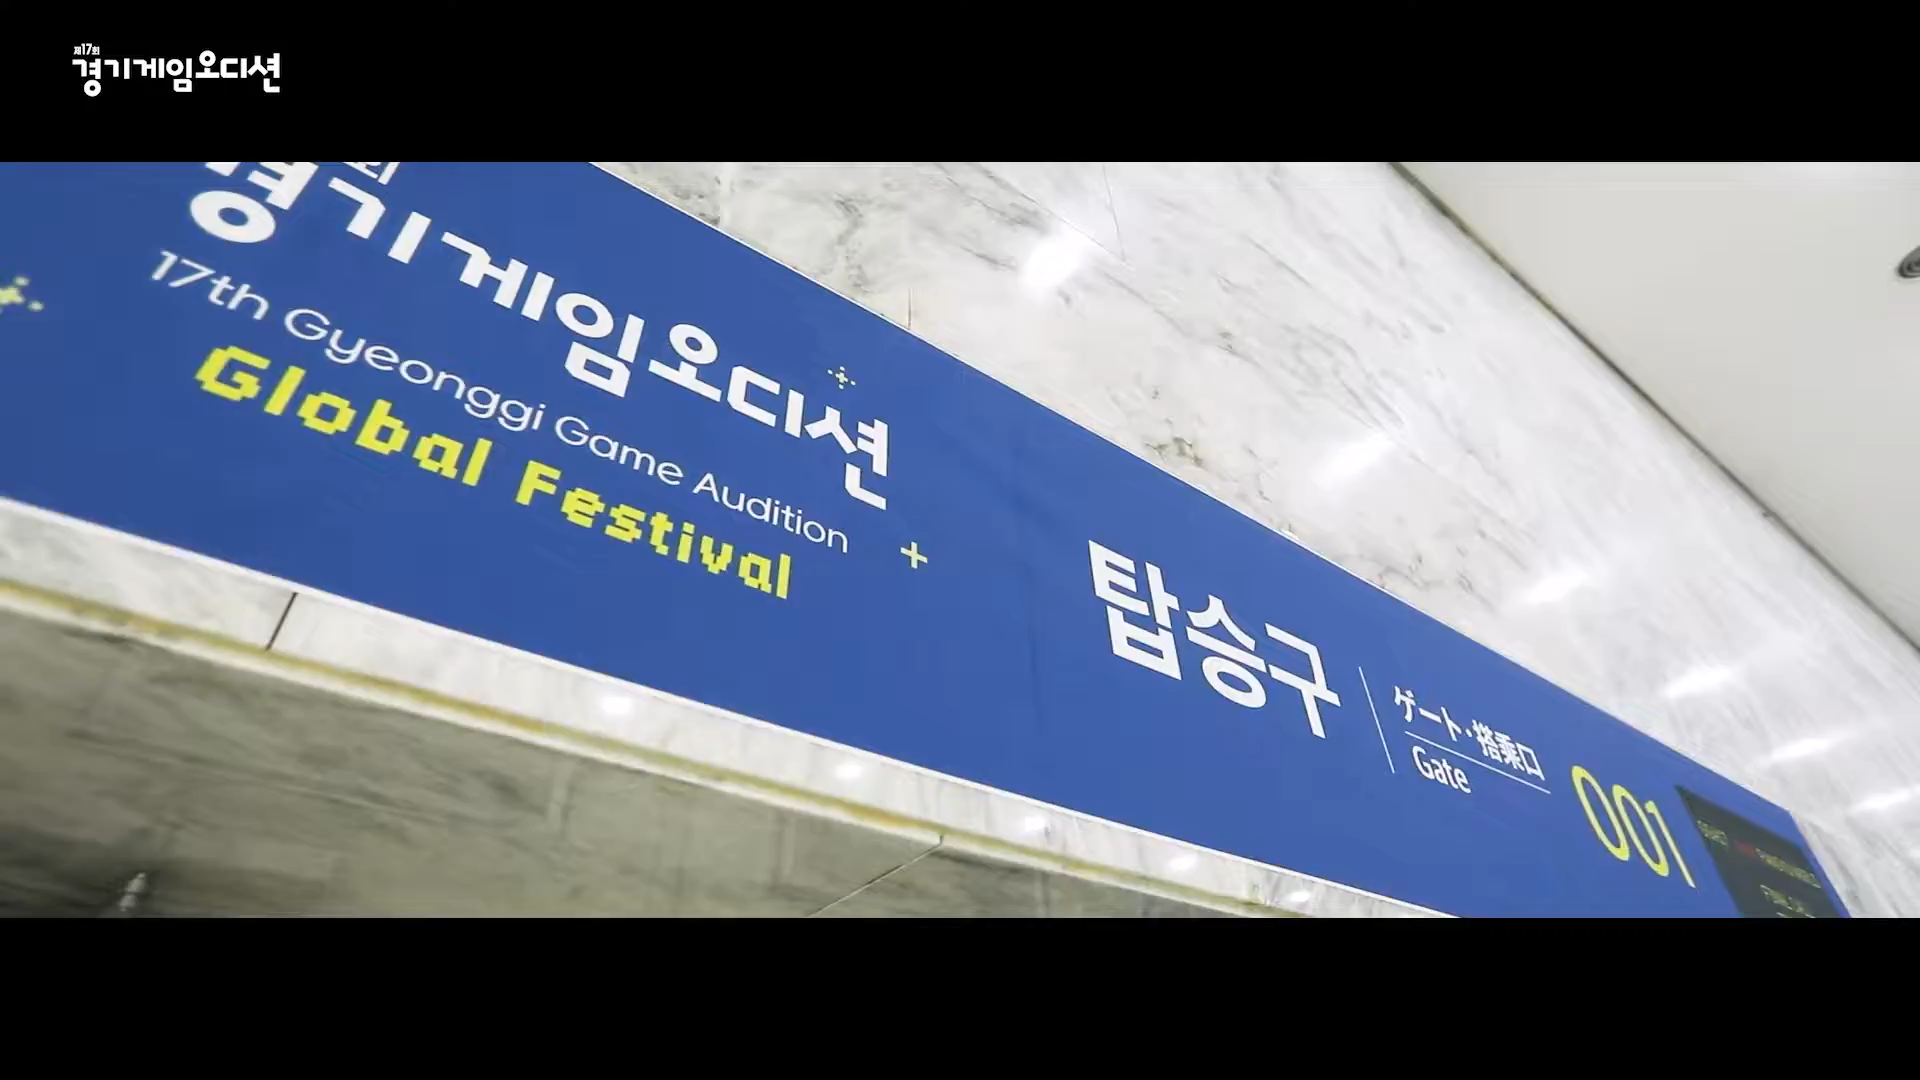 제17회
경기게임오디션
경기게임오디션
17th Gyeonggi Game Audition
Global Festival
탑승구
ゲート・搭乗口
Gate
001